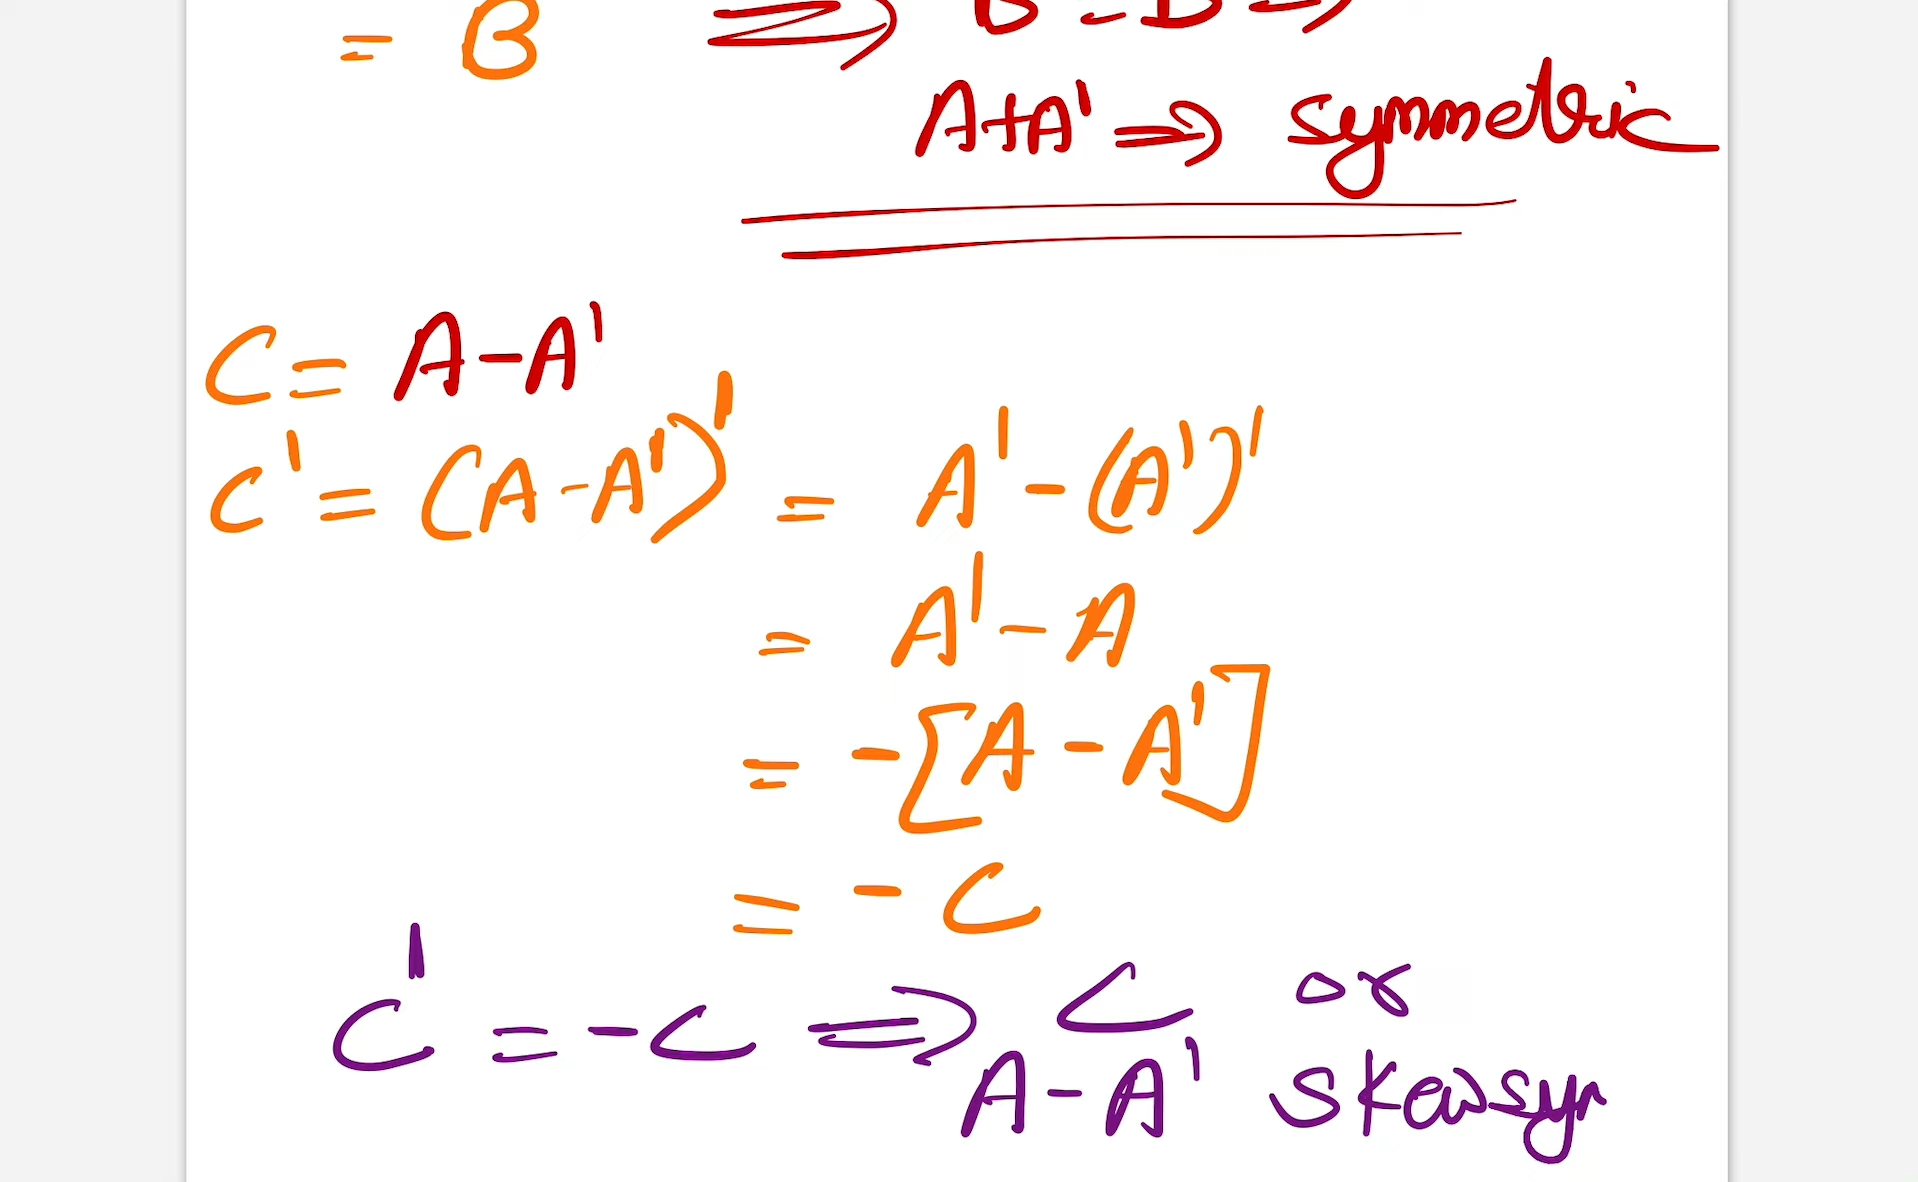 = B ⇒ B' = B ⇒
A+A' ⇒ symmetric
C = A-A'
C' = (A-A')' = A' - (A')'
= A' - A
= -[A - A']
= - C
C' = -C ⇒ C or
A-A' skewsym